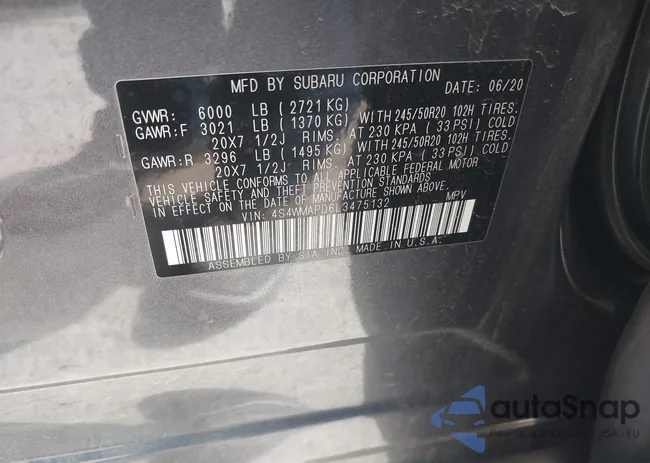 MFD BY SUBARU CORPORATION DATE: 06/20
GVWR: 6000 LB (2721 KG)
GAWR:F 3021 LB (1370 KG) WITH 245/50R20 102H TIRES.
20X7 1/2J RIMS. AT 230 KPA (33 PSI) COLD
GAWR:R 3296 LB (1495 KG) WITH 245/50R20 102H TIRES.
20X7 1/2J RIMS. AT 230 KPA (33 PSI) COLD
THIS VEHICLE CONFORMS TO ALL APPLICABLE FEDERAL MOTOR
VEHICLE SAFETY AND THEFT PREVENTION STANDARDS
IN EFFECT ON THE DATE OF MANUFACTURE SHOWN ABOVE.
VIN: 4S4WMAPD6L3475132 MPV
ASSEMBLED BY SIA, INC. MADE IN U.S.A.
autoSnap
USA - EU